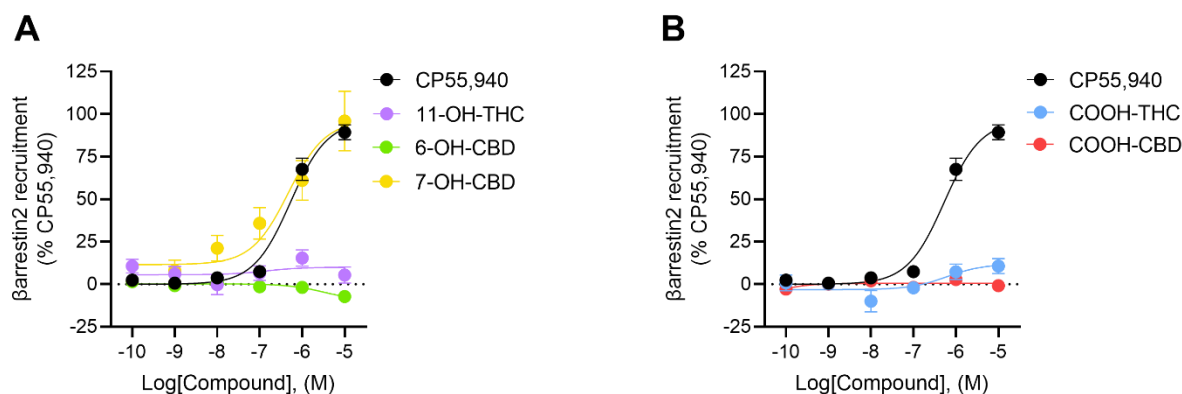 A
βarrestin2 recruitment
(% CP55,940)
125
100
75
50
25
0
-25
-10 -9 -8 -7 -6 -5
Log[Compound], (M)
CP55,940
11-OH-THC
6-OH-CBD
7-OH-CBD
B
βarrestin2 recruitment
(% CP55,940)
125
100
75
50
25
0
-25
-10 -9 -8 -7 -6 -5
Log[Compound], (M)
CP55,940
COOH-THC
COOH-CBD